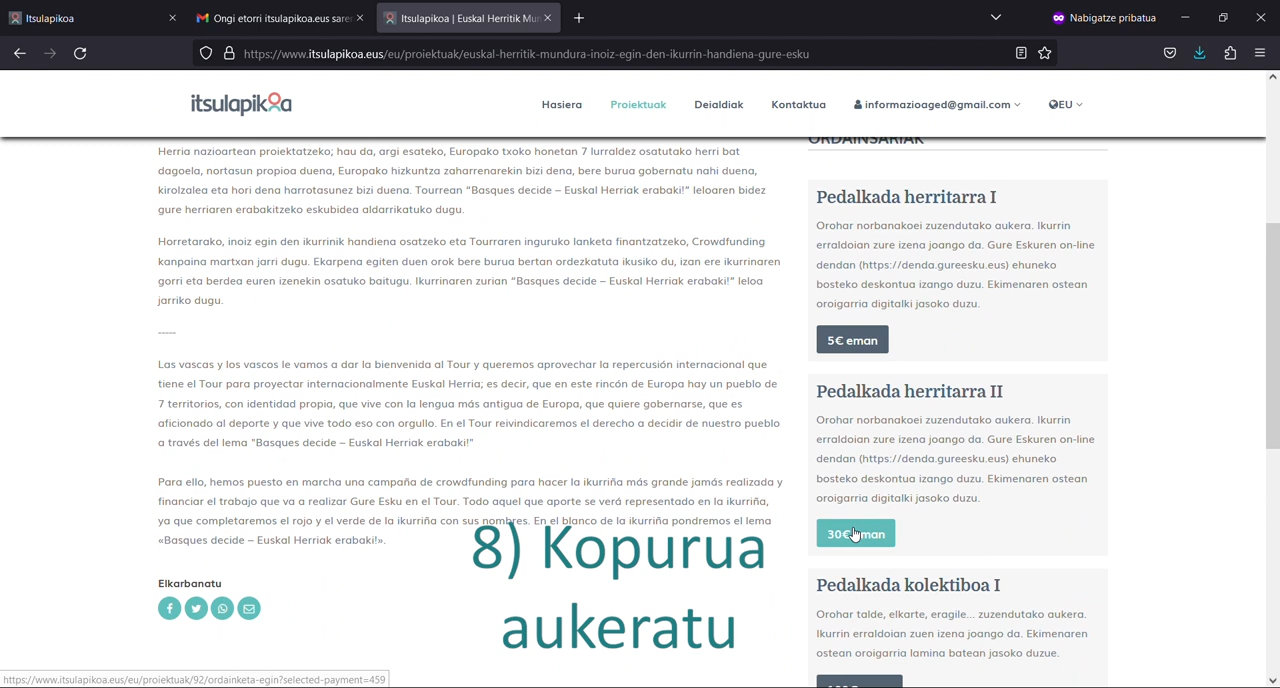 Itsulapikoa
Ongi etorri itsulapikoa.eus sare
Itsulapikoa | Euskal Herritik Mun
Nabigatze pribatua
https://www.itsulapikoa.eus/eu/proiektuak/euskal-herritik-mundura-inoiz-egin-den-ikurrin-handiena-gure-esku
itsulapikoa
Hasiera
Proiektuak
Deialdiak
Kontaktua
informazioaged@gmail.com
EU
Herria nazioartean proiektatzeko; hau da, argi esateko, Europako txoko honetan 7 lurraldez osatutako herri bat
dagoela, nortasun propioa duena, Europako hizkuntza zaharrenarekin bizi dena, bere burua gobernatu nahi duena,
kirolzalea eta hori dena harrotasunez bizi duena. Tourrean "Basques decide – Euskal Herriak erabaki!" leloaren bidez
gure herriaren erabakitzeko eskubidea aldarrikatuko dugu.
Horretarako, inoiz egin den ikurrinik handiena osatzeko eta Tourraren inguruko lanketa finantzatzeko, Crowdfunding
kanpaina martxan jarri dugu. Ekarpena egiten duen orok bere burua bertan ordezkatuta ikusiko du, izan ere ikurrinaren
gorri eta berdea euren izenekin osatuko baitugu. Ikurrinaren zurian "Basques decide – Euskal Herriak erabaki!" leloa
jarriko dugu.
-----
Las vascas y los vascos le vamos a dar la bienvenida al Tour y queremos aprovechar la repercusión internacional que
tiene el Tour para proyectar internacionalmente Euskal Herria; es decir, que en este rincón de Europa hay un pueblo de
7 territorios, con identidad propia, que vive con la lengua más antigua de Europa, que quiere gobernarse, que es
aficionado al deporte y que vive todo eso con orgullo. En el Tour reivindicaremos el derecho a decidir de nuestro pueblo
a través del lema "Basques decide – Euskal Herriak erabaki!"
Para ello, hemos puesto en marcha una campaña de crowdfunding para hacer la ikurriña más grande jamás realizada y
financiar el trabajo que va a realizar Gure Esku en el Tour. Todo aquel que aporte se verá representado en la ikurriña,
ya que completaremos el rojo y el verde de la ikurriña con sus nombres. En el blanco de la ikurriña pondremos el lema
«Basques decide – Euskal Herriak erabaki!».
Elkarbanatu
8) Kopurua
aukeratu
ORDAINSARIAK
Pedalkada herritarra I
Orohar norbanakoei zuzendutako aukera. Ikurrin
erraldoian zure izena joango da. Gure Eskuren on-line
dendan (https://denda.gureesku.eus) ehuneko
bosteko deskontua izango duzu. Ekimenaren ostean
oroigarria digitalki jasoko duzu.
5€ eman
Pedalkada herritarra II
Orohar norbanakoei zuzendutako aukera. Ikurrin
erraldoian zure izena joango da. Gure Eskuren on-line
dendan (https://denda.gureesku.eus) ehuneko
bosteko deskontua izango duzu. Ekimenaren ostean
oroigarria digitalki jasoko duzu.
30€ eman
Pedalkada kolektiboa I
Orohar talde, elkarte, eragile... zuzendutako aukera.
Ikurrin erraldoian zuen izena joango da. Ekimenaren
ostean oroigarria lamina batean jasoko duzue.
https://www.itsulapikoa.eus/eu/proiektuak/92/ordainketa-egin?selected-payment=459